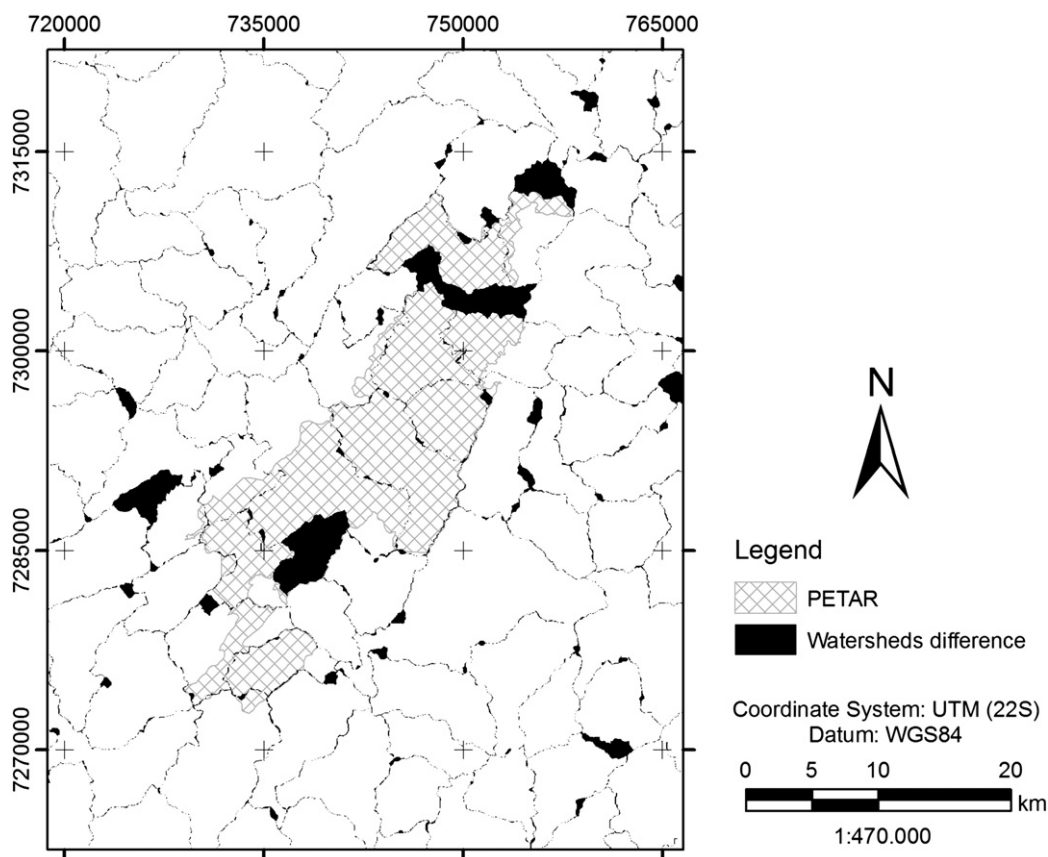 720000 735000 750000 765000
7315000
7300000
7285000
7270000
N
Legend
PETAR
Watersheds difference
Coordinate System: UTM (22S)
Datum: WGS84
0 5 10 20
km
1:470.000